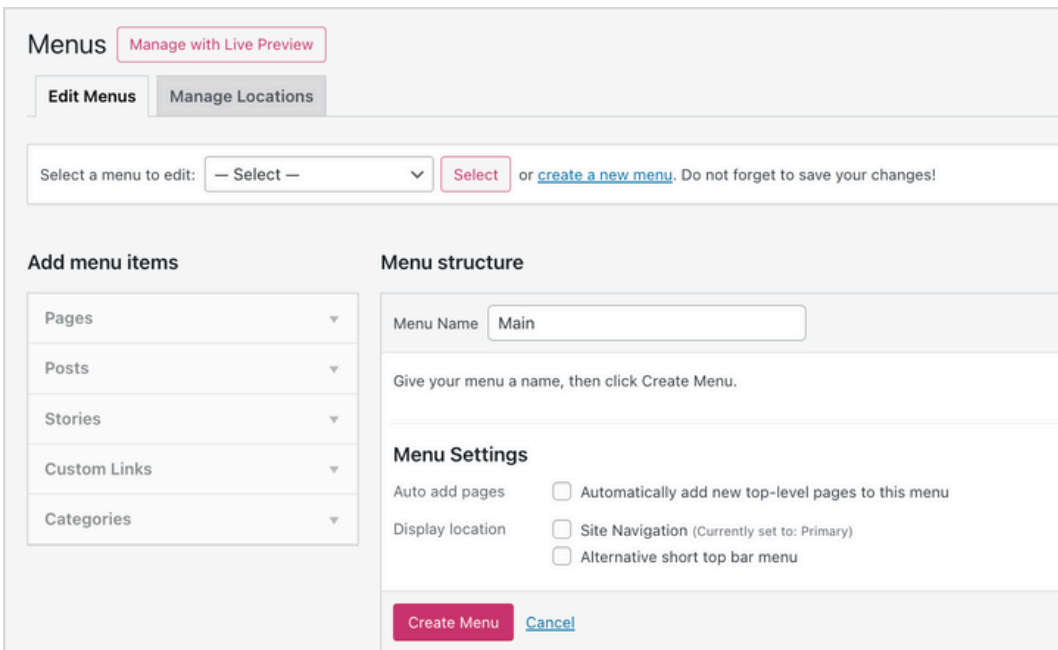 Menus Manage with Live Preview
Edit Menus Manage Locations
Select a menu to edit: — Select — Select or create a new menu. Do not forget to save your changes!
Add menu items
Pages
Posts
Stories
Custom Links
Categories
Menu structure
Menu Name Main
Give your menu a name, then click Create Menu.
Menu Settings
Auto add pages Automatically add new top-level pages to this menu
Display location Site Navigation (Currently set to: Primary)
Alternative short top bar menu
Create Menu Cancel